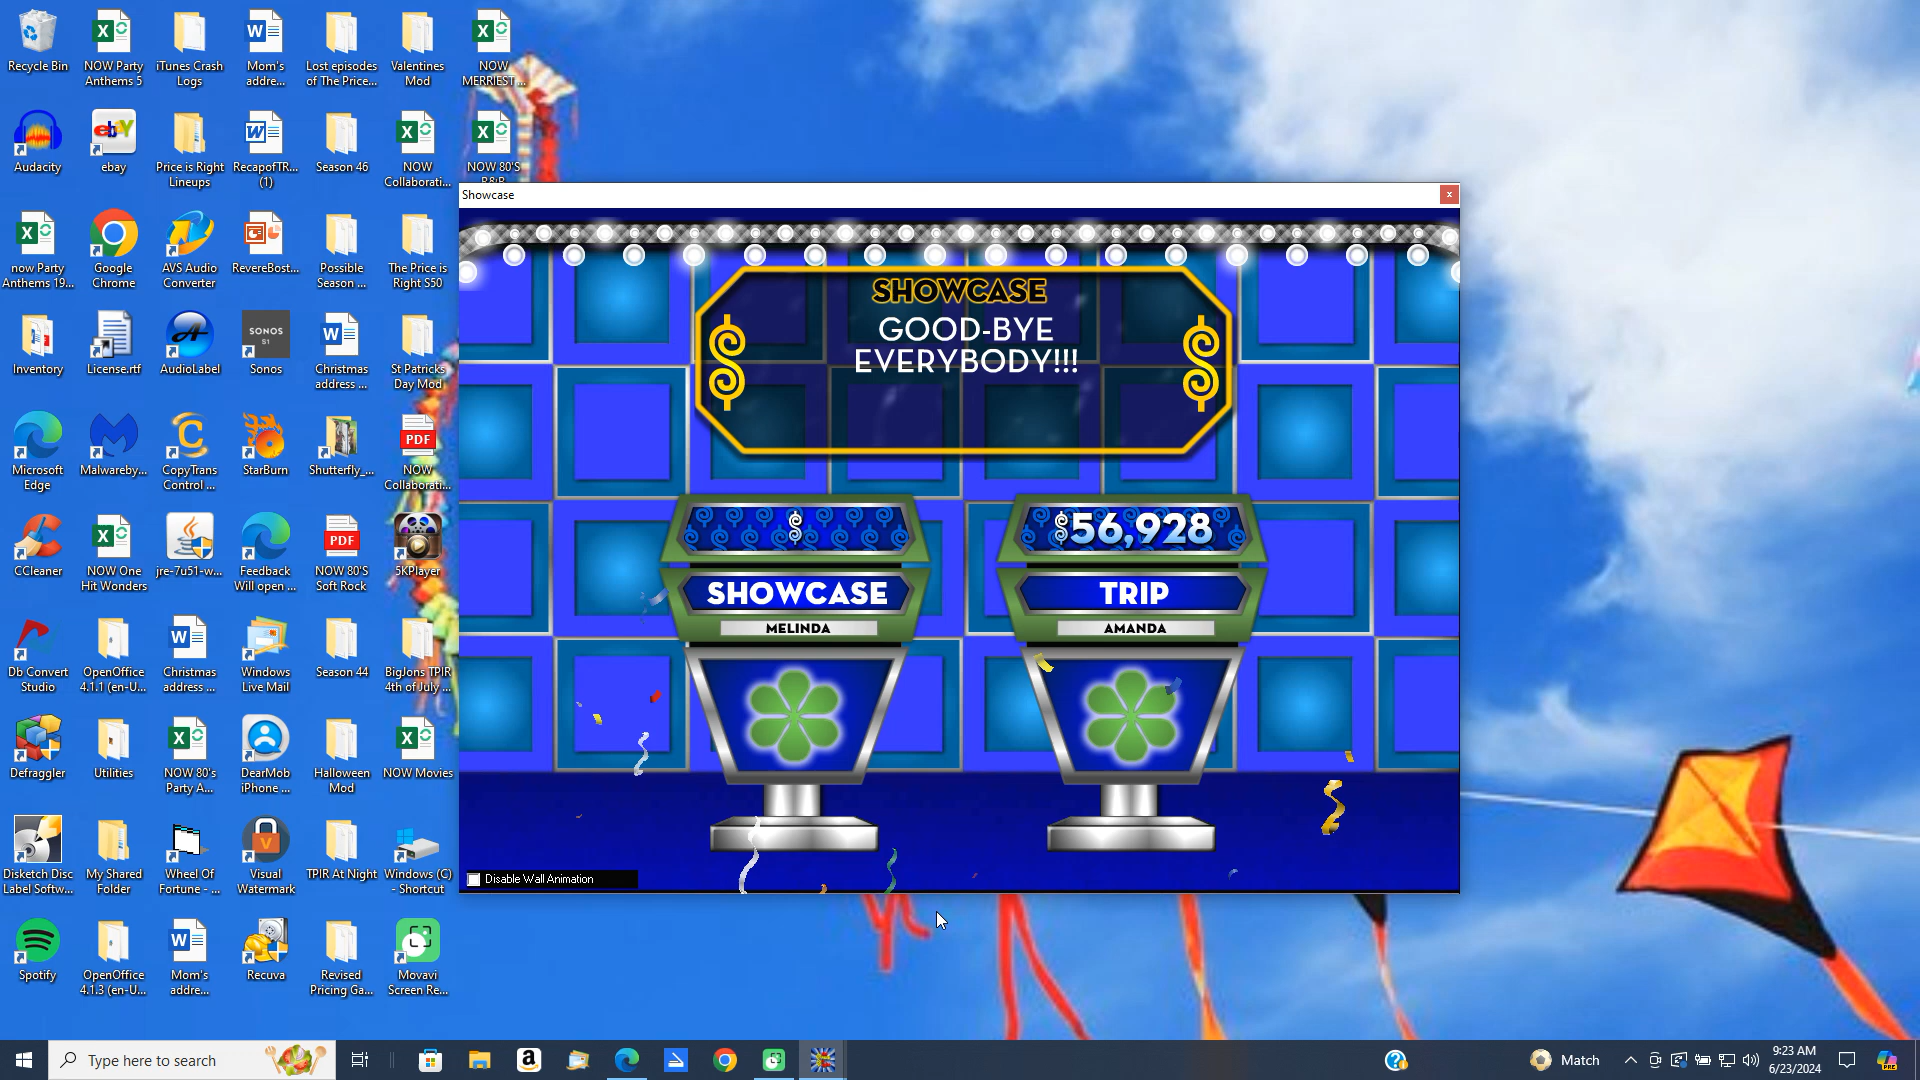 Recycle Bin
NOW Party
Anthems 5
iTunes Crash
Logs
Mom's
addre...
Lost episodes
of The Price...
Valentines
Mod
NOW
MERRIEST ...
Audacity
ebay
Price is Right
Lineups
RecapofTR...
(1)
Season 46
NOW
Collaborati...
NOW 80'S
now Party
Anthems 19...
Google
Chrome
AVS Audio
Converter
RevereBost...
Possible
Season ...
The Price is
Right S50
Inventory
License.rtf
AudioLabel
SONOS
S1
Sonos
Christmas
address ...
St Patricks
Day Mod
Microsoft
Edge
Malwareby...
CopyTrans
Control ...
StarBurn
Shutterfly_...
PDF
NOW
Collaborati...
CCleaner
NOW One
Hit Wonders
jre-7u51-w...
Feedback
Will open ...
PDF
NOW 80'S
Soft Rock
5KPlayer
Db Convert
Studio
OpenOffice
4.1.1 (en-U...
Christmas
address ...
Windows
Live Mail
Season 44
BigJons TPIR
4th of July ...
Defraggler
Utilities
NOW 80's
Party A...
DearMob
iPhone ...
Halloween
Mod
NOW Movies
Disketch Disc
Label Softw...
My Shared
Folder
Wheel Of
Fortune - ...
Visual
Watermark
TPIR At Night
Windows (C)
- Shortcut
Spotify
OpenOffice
4.1.3 (en-U...
Mom's
addre...
Recuva
Revised
Pricing Ga...
Movavi
Screen Re...
Showcase
SHOWCASE
GOOD-BYE
EVERYBODY!!!
$
$56,928
SHOWCASE
TRIP
MELINDA
AMANDA
Disable Wall Animation
Type here to search
Match
9:23 AM
6/23/2024